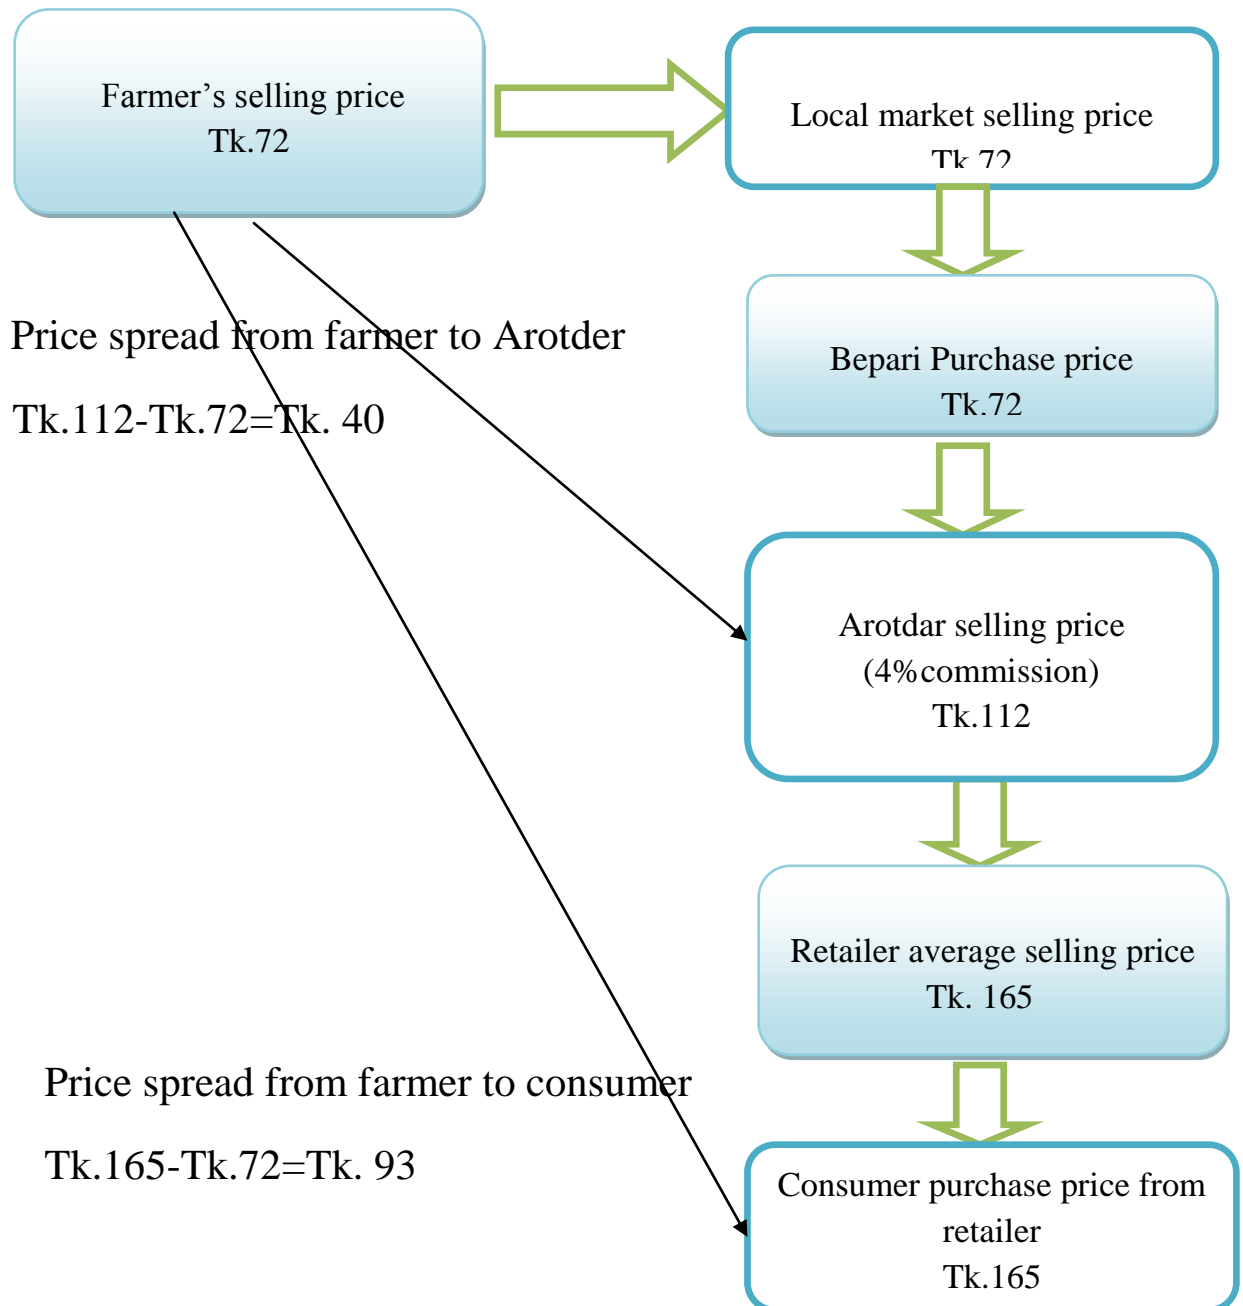 Farmer’s selling price
Tk.72
Local market selling price
Tk 72
Bepari Purchase price
Tk.72
Price spread from farmer to Arotder
Tk.112-Tk.72=Tk. 40
Arotdar selling price
(4%commission)
Tk.112
Retailer average selling price
Tk. 165
Price spread from farmer to consumer
Tk.165-Tk.72=Tk. 93
Consumer purchase price from
retailer
Tk.165